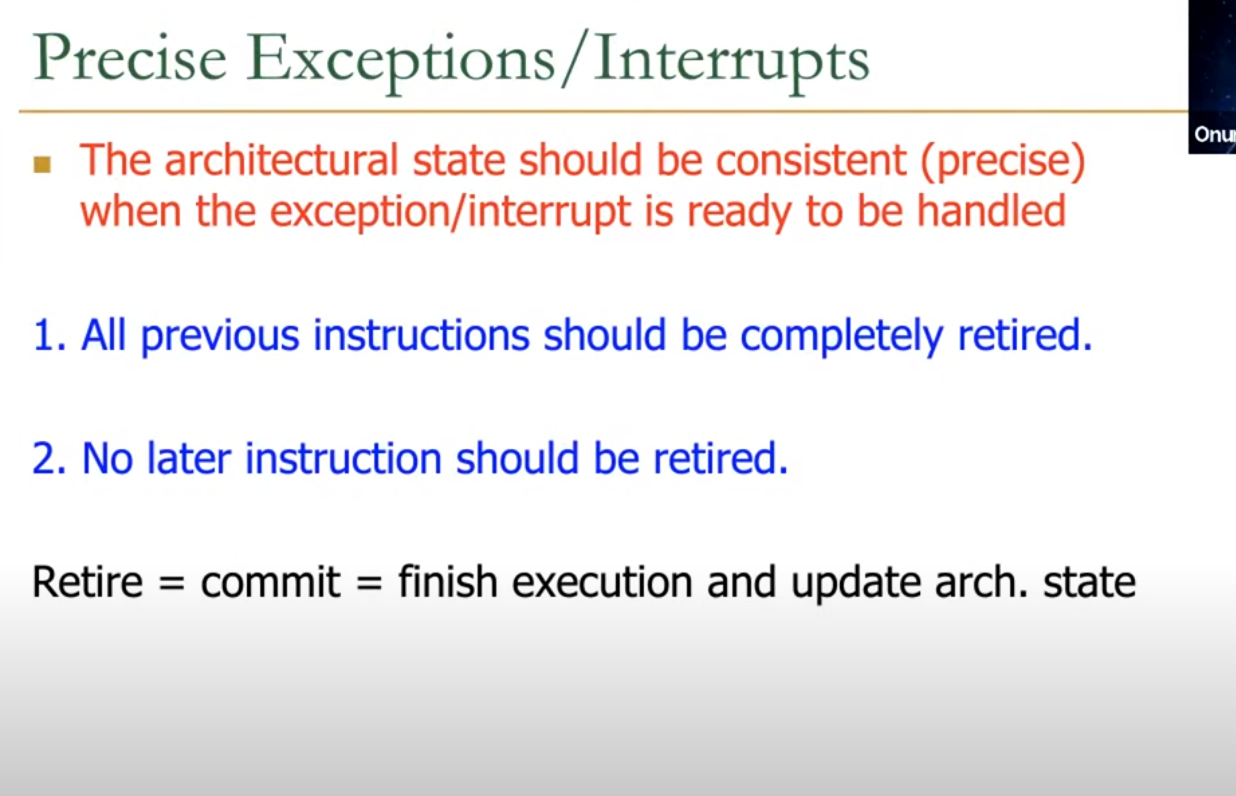 Precise Exceptions/Interrupts
Onur
■ The architectural state should be consistent (precise)
when the exception/interrupt is ready to be handled
1. All previous instructions should be completely retired.
2. No later instruction should be retired.
Retire = commit = finish execution and update arch. state